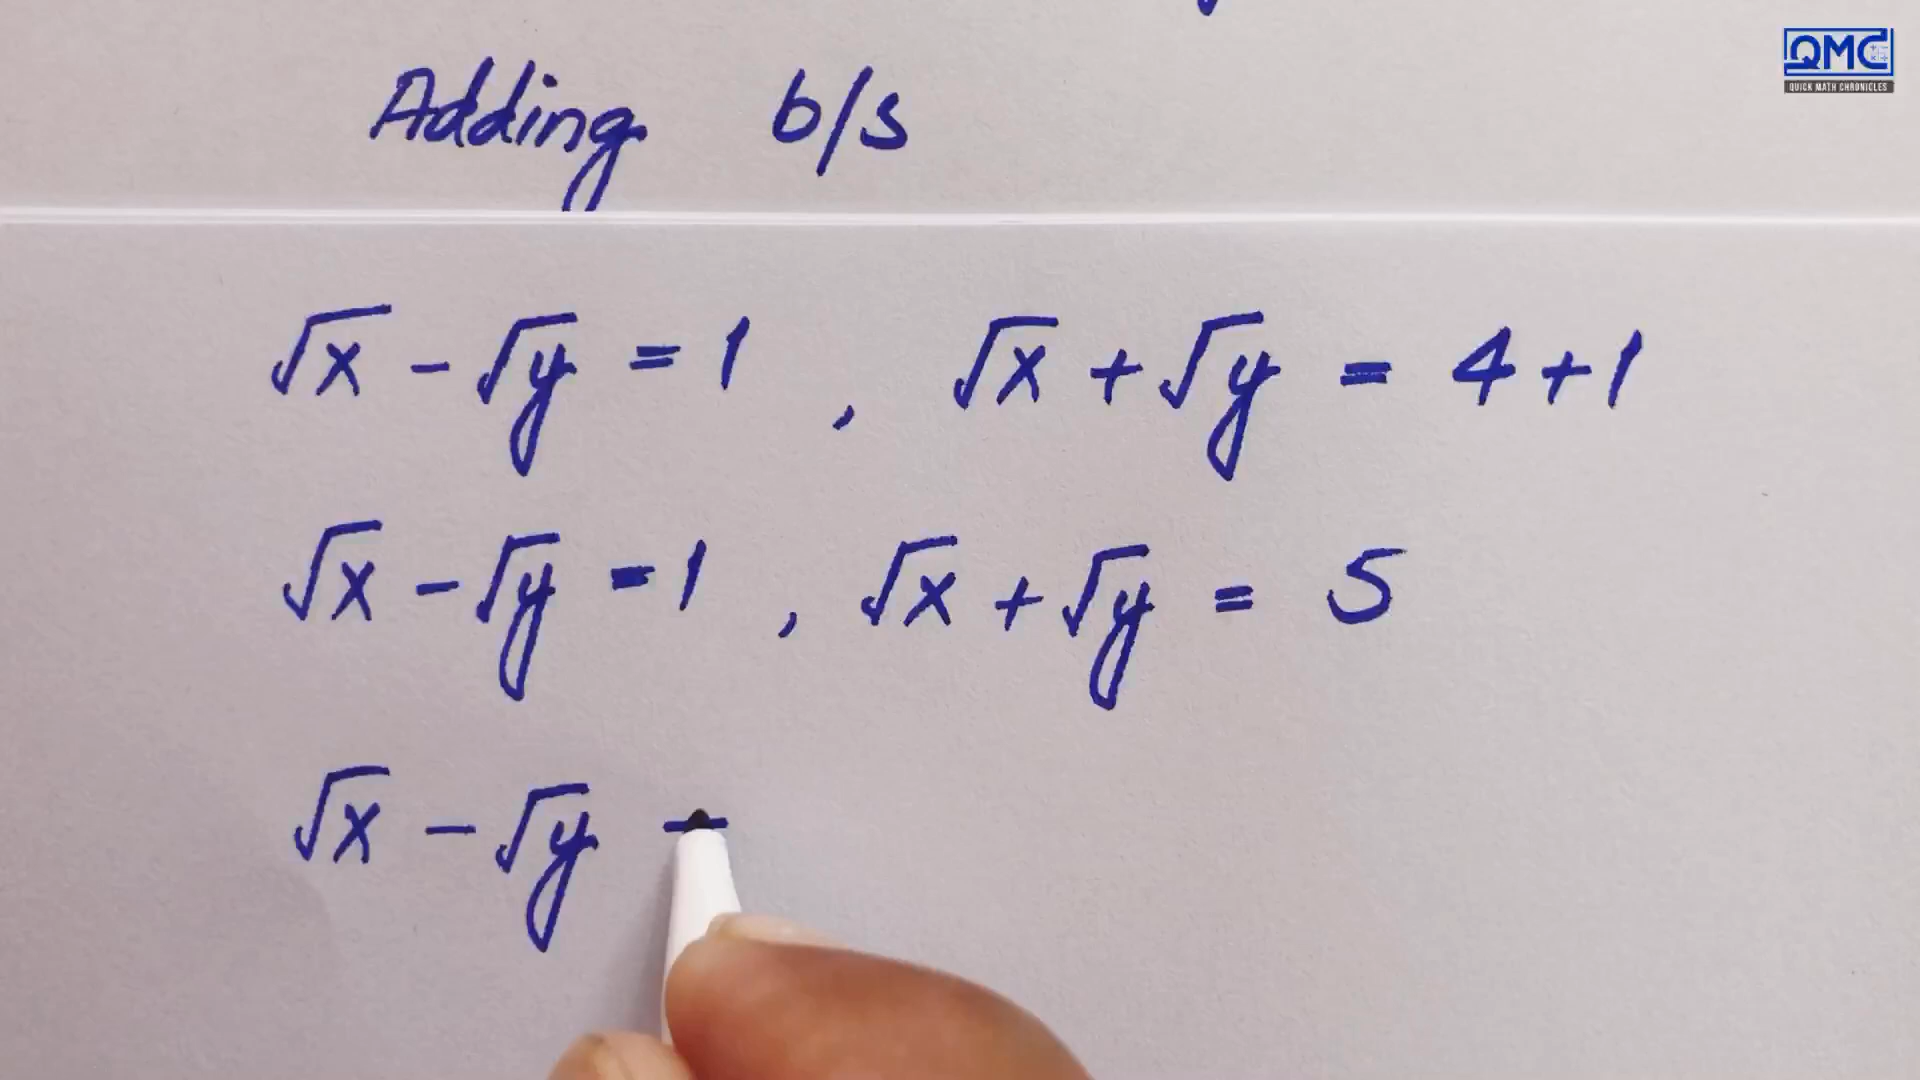 QMC
QUICK MATH CHRONICLES
Adding b/s
√x - √y = 1 , √x + √y = 4 + 1
√x - √y = 1 , √x + √y = 5
√x - √y -